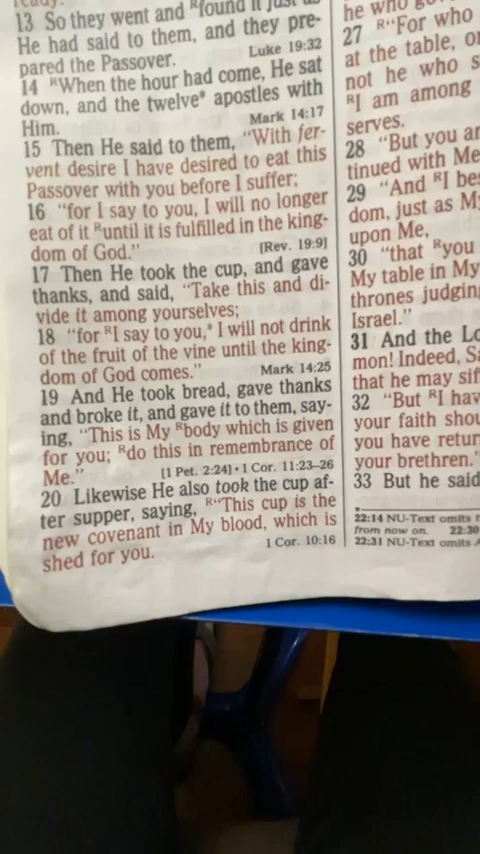 ready.
13 So they went and ᴿfound it just as
He had said to them, and they pre-
pared the Passover. Luke 19:32
14 ᴿWhen the hour had come, He sat
down, and the twelve* apostles with
Him. Mark 14:17
15 Then He said to them, "With fer-
vent desire I have desired to eat this
Passover with you before I suffer;
16 "for I say to you, I will no longer
eat of it ᴿuntil it is fulfilled in the king-
dom of God." [Rev. 19:9]
17 Then He took the cup, and gave
thanks, and said, "Take this and di-
vide it among yourselves;
18 "for ᴿI say to you,* I will not drink
of the fruit of the vine until the king-
dom of God comes." Mark 14:25
19 And He took bread, gave thanks
and broke it, and gave it to them, say-
ing, "This is My ᴿbody which is given
for you; ᴿdo this in remembrance of
Me." [1 Pet. 2:24] • 1 Cor. 11:23–26
20 Likewise He also took the cup af-
ter supper, saying, ᴿ"This cup is the
new covenant in My blood, which is
shed for you. 1 Cor. 10:16
he who
27 ᴿ"For who
at the table, o
not he who s
ᴿI am among
serves.
28 "But you ar
tinued with Me
29 "And ᴿI be
dom, just as My
upon Me,
30 "that ᴿyou
My table in My
thrones judging
Israel."
31 And the Lo
mon! Indeed, Sa
that he may sif
32 "But ᴿI hav
your faith shou
you have retur
your brethren."
33 But he said
22:14 NU-Text omits
from now on. 22:30
22:31 NU-Text omits